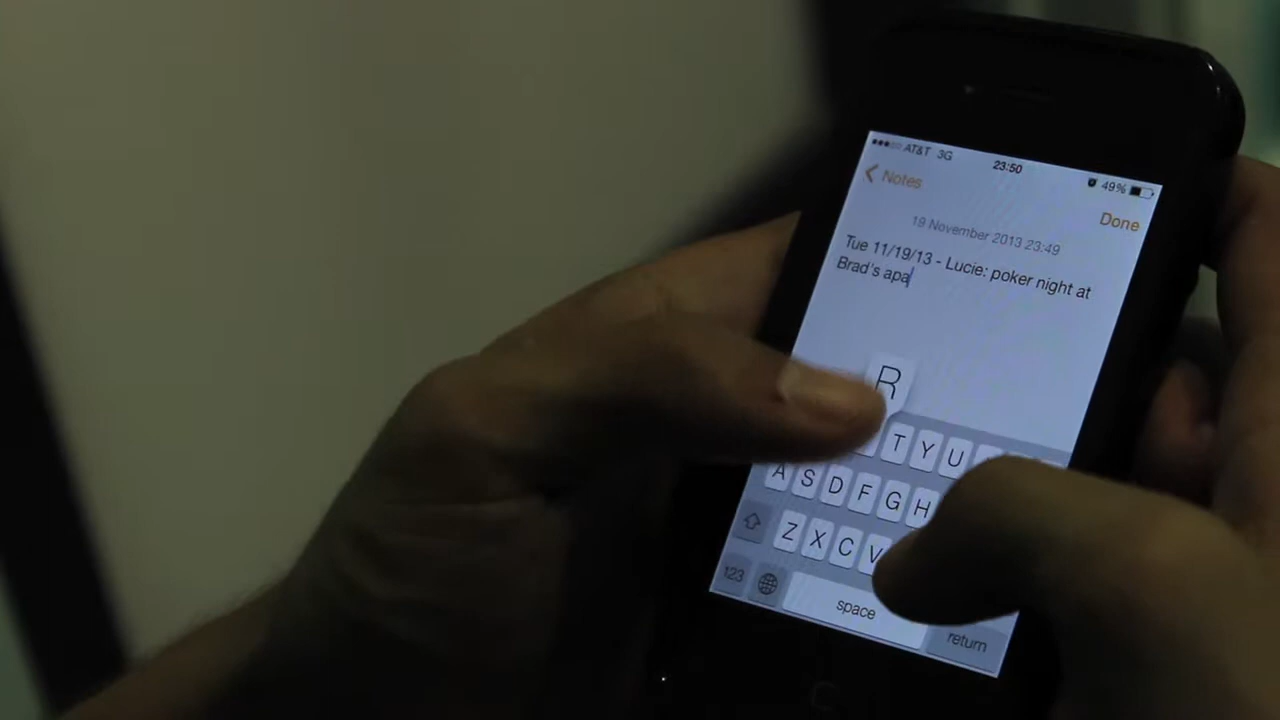 AT&T 3G 23:50 49%
Notes
Done
19 November 2013 23:49
Tue 11/19/13 - Lucie: poker night at
Brad's apa
R
T Y U
A S D F G H
Z X C V
123 space return